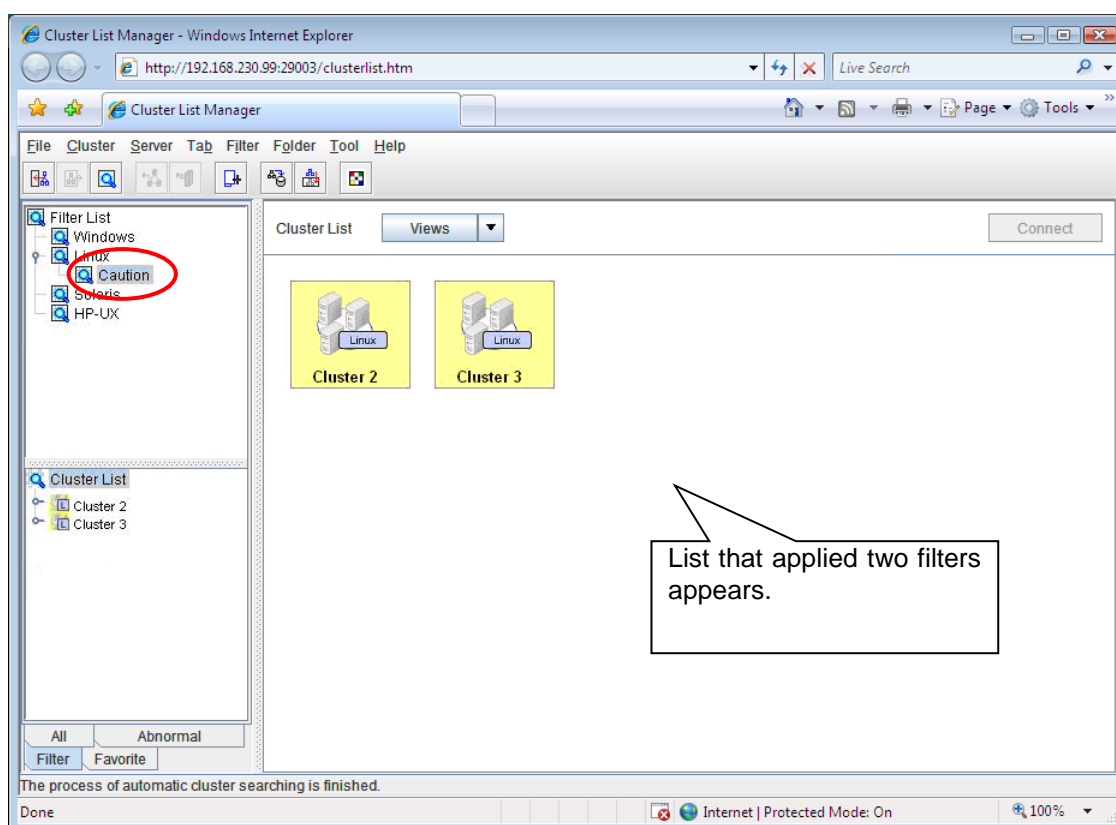 Cluster List Manager - Windows Internet Explorer
http://192.168.230.99:29003/clusterlist.htm
Live Search
Cluster List Manager
Page
Tools
File Cluster Server Tab Filter Folder Tool Help
Filter List
Windows
Linux
Caution
Solaris
HP-UX
Cluster List
Views
Connect
Linux
Cluster 2
Linux
Cluster 3
Cluster List
L Cluster 2
L Cluster 3
List that applied two filters
appears.
All Abnormal
Filter Favorite
The process of automatic cluster searching is finished.
Done
Internet | Protected Mode: On
100%